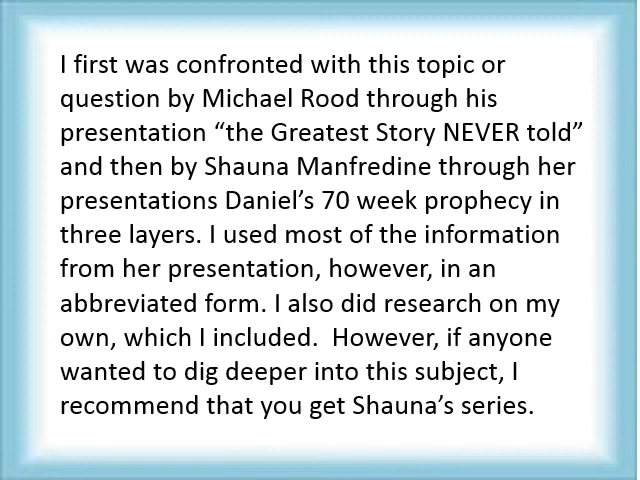 I first was confronted with this topic or
question by Michael Rood through his
presentation “the Greatest Story NEVER told”
and then by Shauna Manfredine through her
presentations Daniel’s 70 week prophecy in
three layers. I used most of the information
from her presentation, however, in an
abbreviated form. I also did research on my
own, which I included.  However, if anyone
wanted to dig deeper into this subject, I
recommend that you get Shauna’s series.